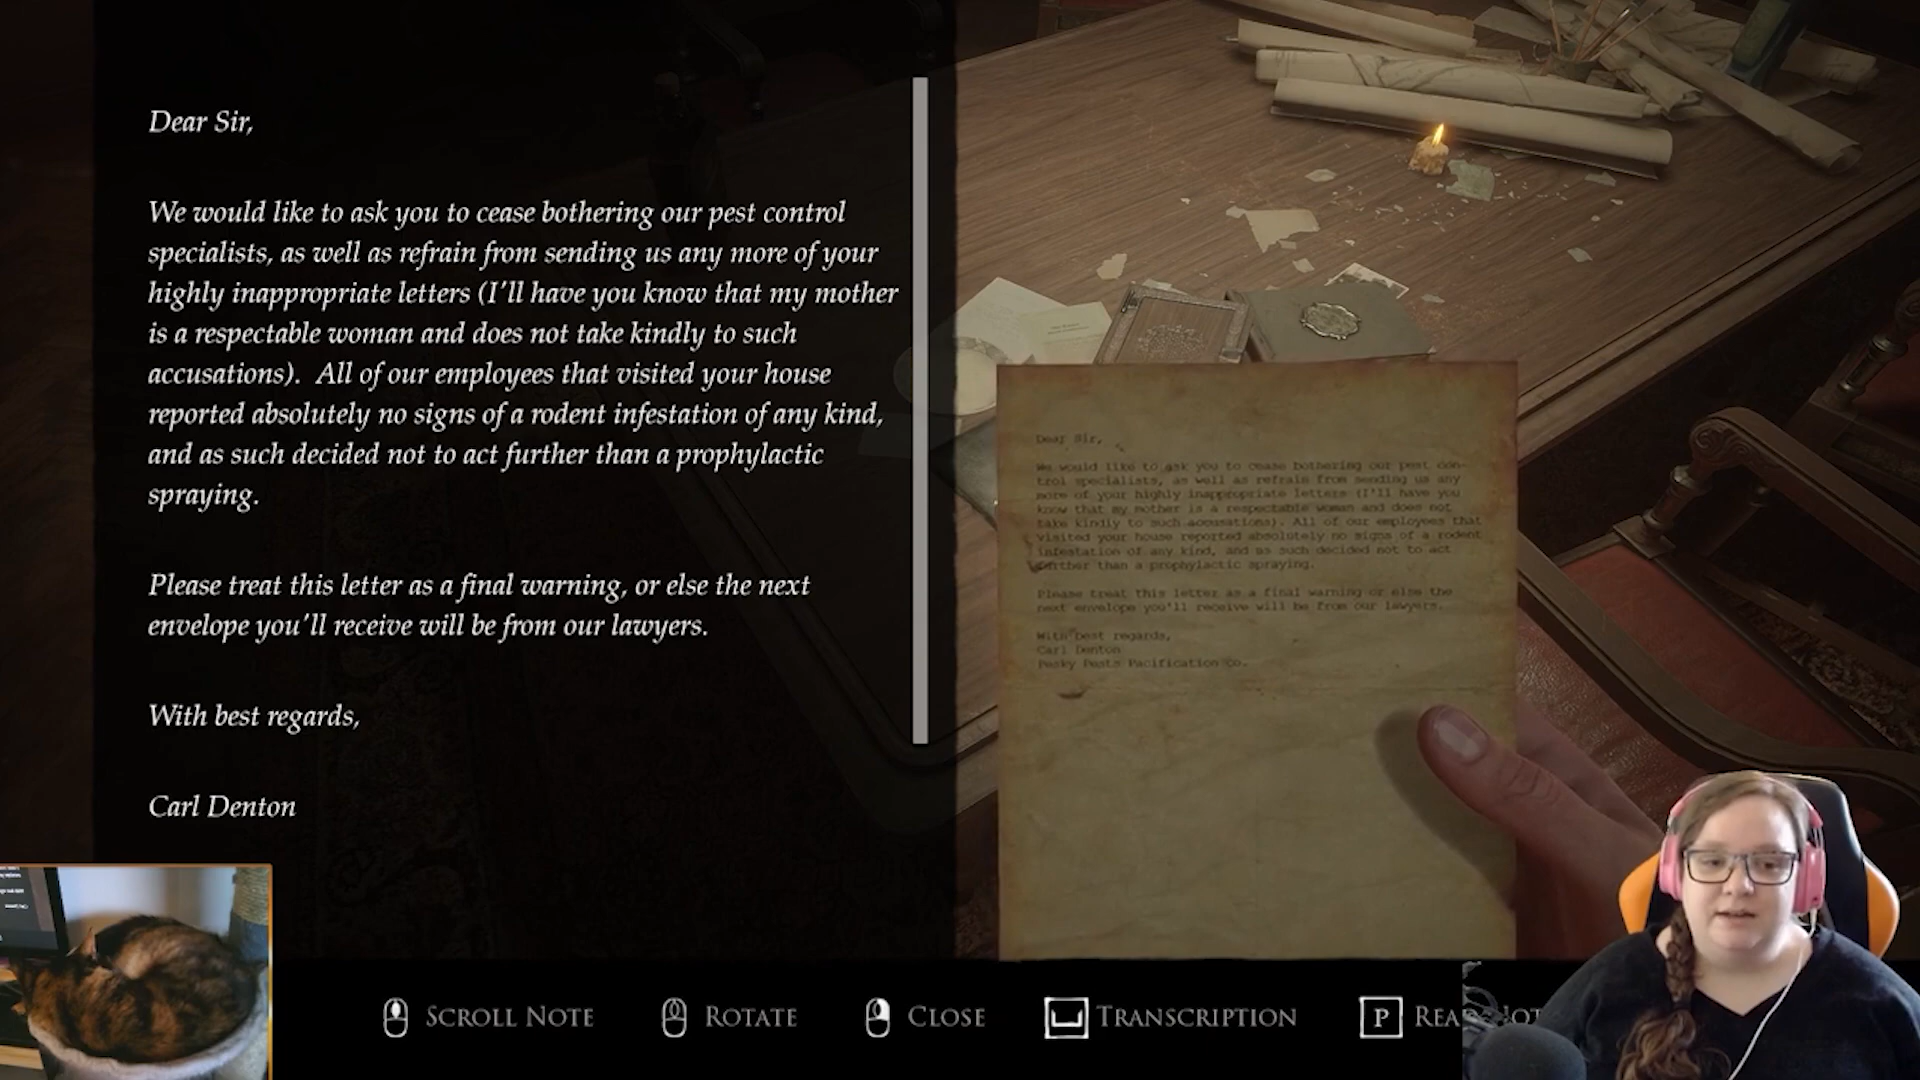 Dear Sir,
We would like to ask you to cease bothering our pest control
specialists, as well as refrain from sending us any more of your
highly inappropriate letters (I'll have you know that my mother
is a respectable woman and does not take kindly to such
accusations).  All of our employees that visited your house
reported absolutely no signs of a rodent infestation of any kind,
and as such decided not to act further than a prophylactic
spraying.
Please treat this letter as a final warning, or else the next
envelope you'll receive will be from our lawyers.
With best regards,
Carl Denton
Dear Sir,
We would like to ask you to cease bothering our pest con-
trol specialists, as well as refrain from sending us any
more of your highly inappropriate letters (I'll have you
know that my mother is a respectable woman and does not
take kindly to such accusations). All of our employees that
visited your house reported absolutely no signs of a rodent
infestation of any kind, and as such decided not to act
further than a prophylactic spraying.
Please treat this letter as a final warning or else the
next envelope you'll receive will be from our lawyers.
With best regards,
Carl Denton
Pesky Pests Pacification Co.
SCROLL NOTE
ROTATE
CLOSE
TRANSCRIPTION
P